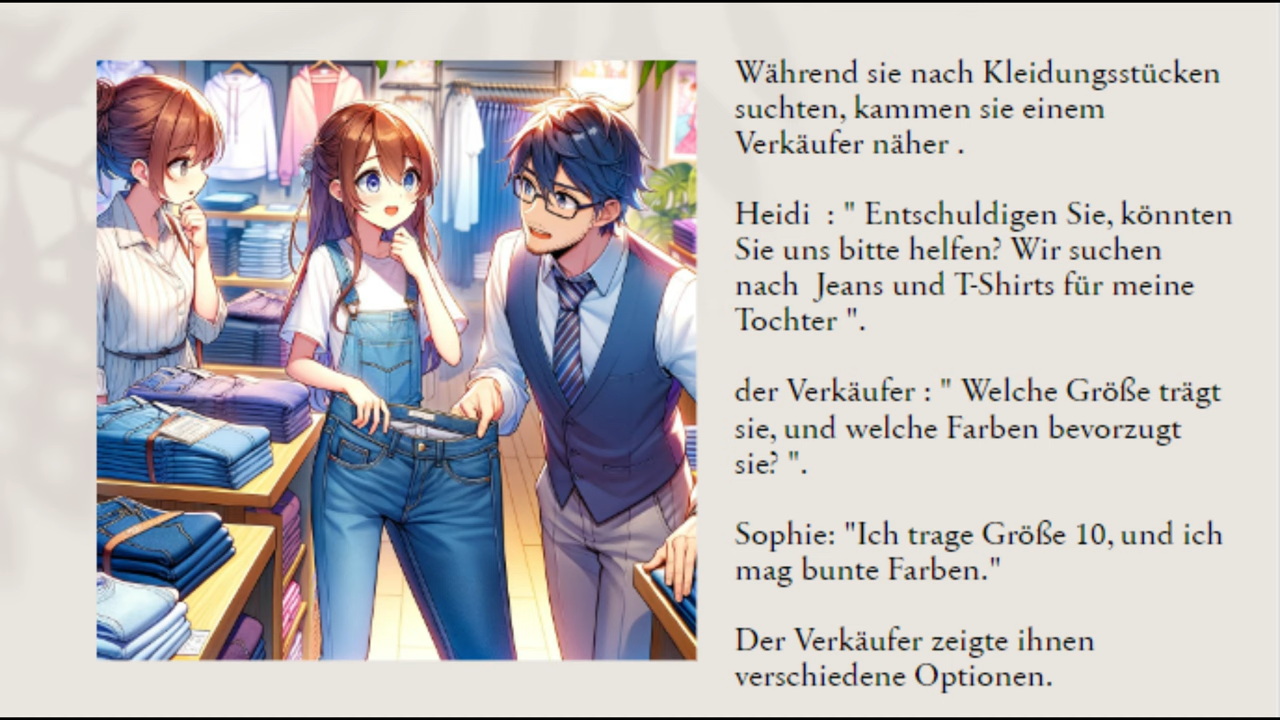 Während sie nach Kleidungsstücken
suchten, kammen sie einem
Verkäufer näher .
Heidi  : " Entschuldigen Sie, könnten
Sie uns bitte helfen? Wir suchen
nach  Jeans und T-Shirts für meine
Tochter ".
der Verkäufer : " Welche Größe trägt
sie, und welche Farben bevorzugt
sie? ".
Sophie: "Ich trage Größe 10, und ich
mag bunte Farben."
Der Verkäufer zeigte ihnen
verschiedene Optionen.